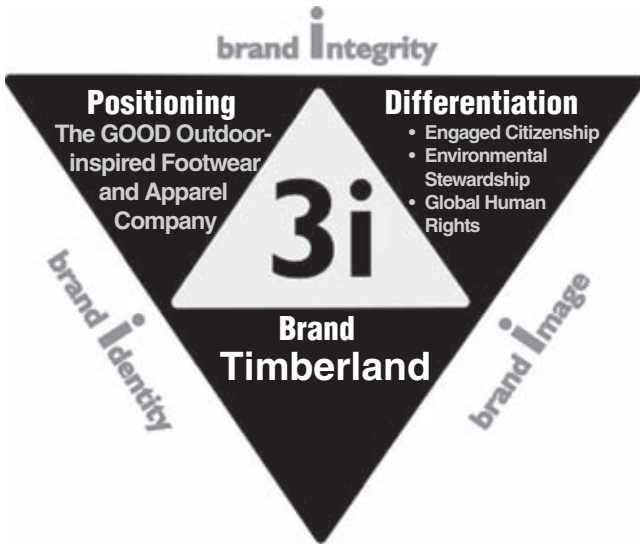 brand integrity
Positioning
The GOOD Outdoor-
inspired Footwear
and Apparel
Company
Differentiation
• Engaged Citizenship
• Environmental
Stewardship
• Global Human
Rights
3i
brand identity
brand image
Brand
Timberland